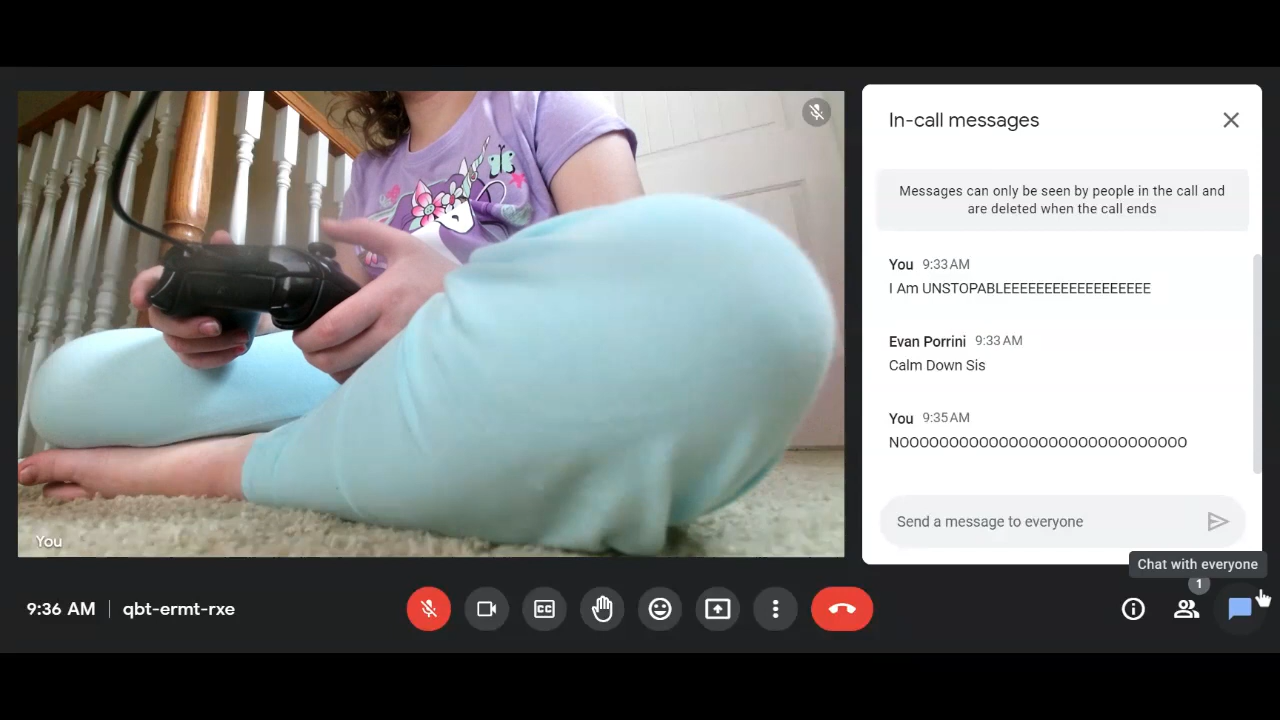 In-call messages
Messages can only be seen by people in the call and
are deleted when the call ends
You 9:33 AM
I Am UNSTOPABLEEEEEEEEEEEEEEEEEE
Evan Porrini 9:33 AM
Calm Down Sis
You 9:35 AM
NOOOOOOOOOOOOOOOOOOOOOOOOOOOOO
Send a message to everyone
You
Chat with everyone
1
9:36 AM | qbt-ermt-rxe
CC